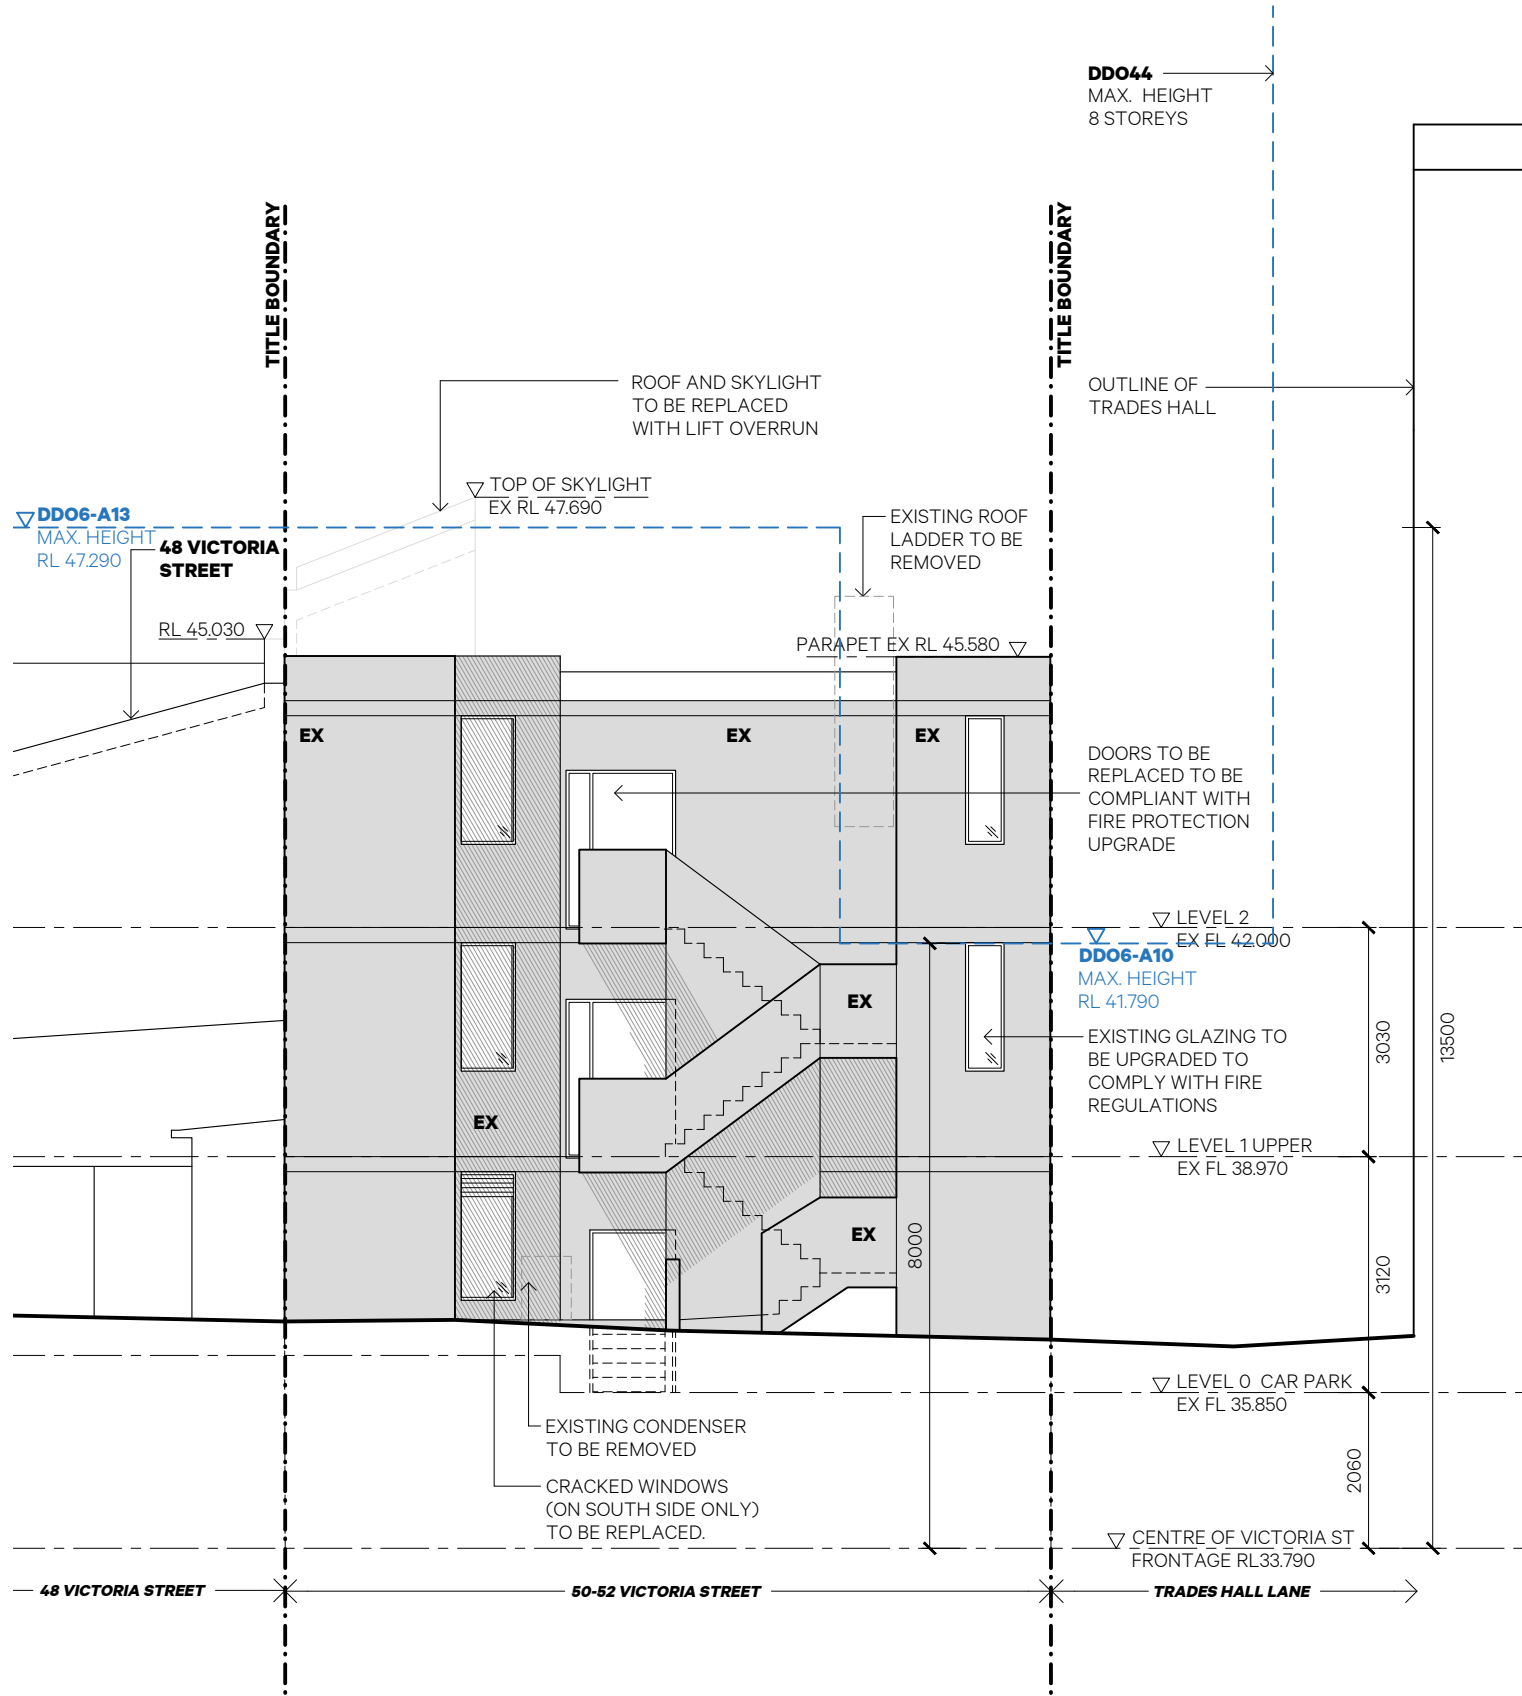 DDO44
MAX. HEIGHT
8 STOREYS
TITLE BOUNDARY
TITLE BOUNDARY
ROOF AND SKYLIGHT
TO BE REPLACED
WITH LIFT OVERRUN
OUTLINE OF
TRADES HALL
TOP OF SKYLIGHT
EX RL 47.690
DDO6-A13
MAX. HEIGHT
RL 47.290
48 VICTORIA
STREET
EXISTING ROOF
LADDER TO BE
REMOVED
RL 45.030
PARAPET EX RL 45.580
EX
EX
EX
DOORS TO BE
REPLACED TO BE
COMPLIANT WITH
FIRE PROTECTION
UPGRADE
LEVEL 2
EX FL 42.000
DDO6-A10
MAX. HEIGHT
RL 41.790
EX
EXISTING GLAZING TO
BE UPGRADED TO
COMPLY WITH FIRE
REGULATIONS
3030
13500
EX
LEVEL 1 UPPER
EX FL 38.970
EX
8000
3120
LEVEL 0 CAR PARK
EX FL 35.850
EXISTING CONDENSER
TO BE REMOVED
2060
CRACKED WINDOWS
(ON SOUTH SIDE ONLY)
TO BE REPLACED.
CENTRE OF VICTORIA ST
FRONTAGE RL33.790
48 VICTORIA STREET
50-52 VICTORIA STREET
TRADES HALL LANE